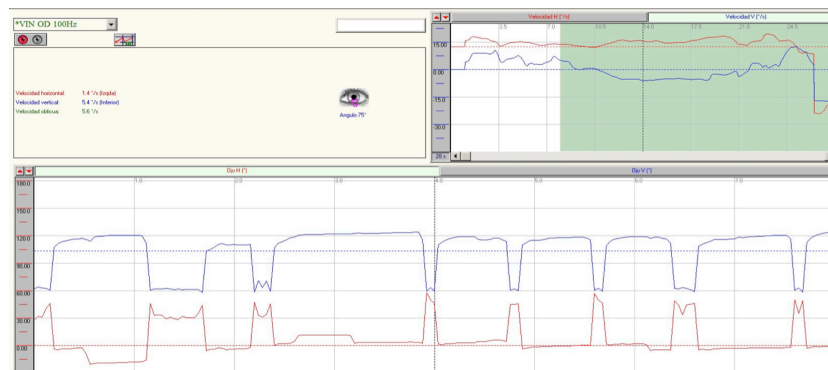 *VIN OD 100Hz
Velocidad horizontal: 1.4 °/s (Izqda)
Velocidad vertical: 5.4 °/s (Inferior)
Velocidad oblicua: 5.6 °/s
Angulo:75°
Velocidad H (°/s)
Velocidad V (°/s)
3.5 7.0 10.5 14.0 17.5 21.0 24.5
15.00
0.00
-15.0
-30.0
28 s
Ojo H (°)
Ojo V (°)
1.0 2.0 3.0 4.0 5.0 6.0 7.0
180.0
150.0
120.0
90.00
60.00
30.00
0.00